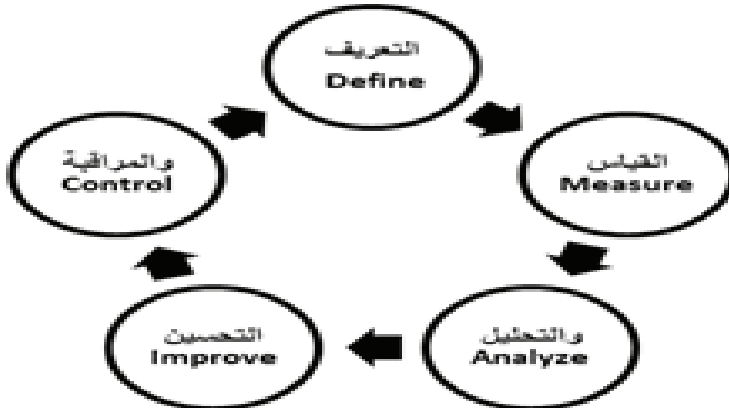 التعريف
Define
القياس
Measure
والتحليل
Analyze
التحسين
Improve
والمراقبة
Control